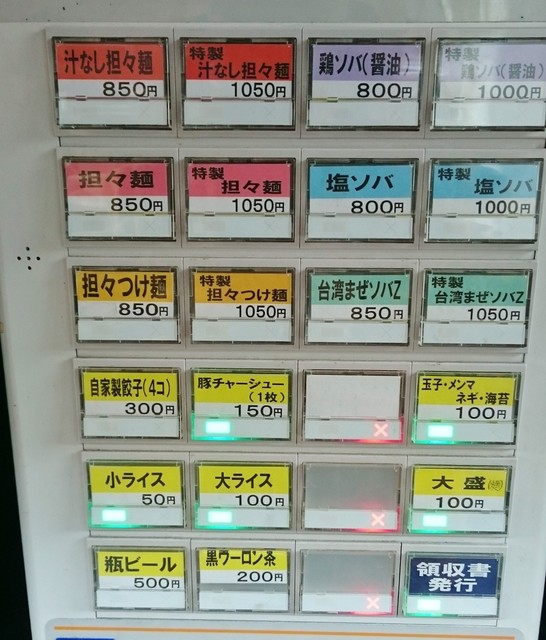 汁なし担々麺
850円
特製
汁なし担々麺
1050円
鶏ソバ(醤油)
800円
特製
鶏ソバ(醤油)
1000円
担々麺
850円
特製
担々麺
1050円
塩ソバ
800円
特製
塩ソバ
1000円
担々つけ麺
850円
特製
担々つけ麺
1050円
台湾まぜソバZ
850円
特製
台湾まぜソバZ
1050円
自家製餃子(4コ)
300円
豚チャーシュー
(1枚)
150円
×
玉子・メンマ
ネギ・海苔
100円
小ライス
50円
大ライス
100円
×
大盛
100円
瓶ビール
500円
黒ウーロン茶
200円
×
領収書
発行